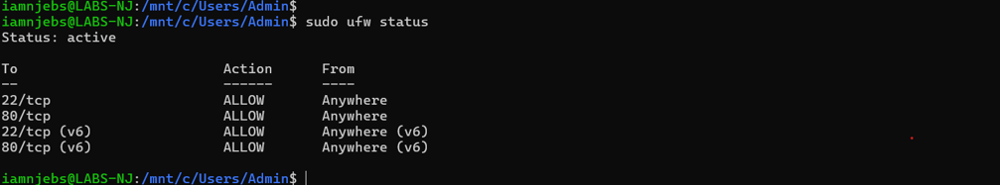 iamnjebs@LABS-NJ:/mnt/c/Users/Admin$
iamnjebs@LABS-NJ:/mnt/c/Users/Admin$ sudo ufw status
Status: active
To                         Action      From
--                         ------      ----
22/tcp                     ALLOW       Anywhere
80/tcp                     ALLOW       Anywhere
22/tcp (v6)                ALLOW       Anywhere (v6)
80/tcp (v6)                ALLOW       Anywhere (v6)
iamnjebs@LABS-NJ:/mnt/c/Users/Admin$